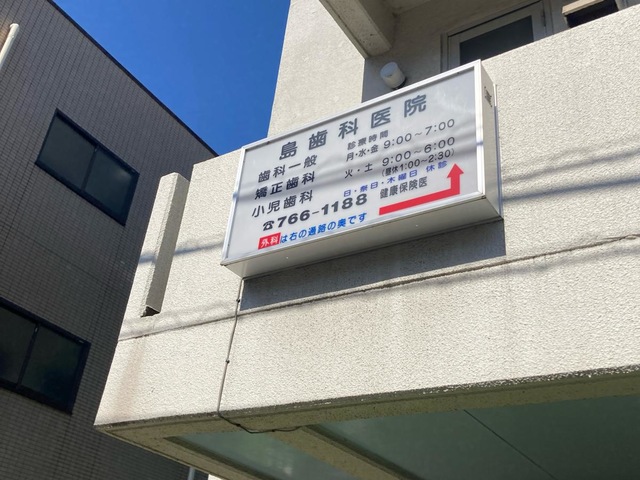 島歯科医院
歯科一般
矯正歯科
小児歯科
☎766-1188
診療時間
月・水・金 9:00～7:00
火・土 9:00～6:00
(昼休1:00～2:30)
日・祭日・木曜日 休診
健康保険医
外科は右の通路の奥です